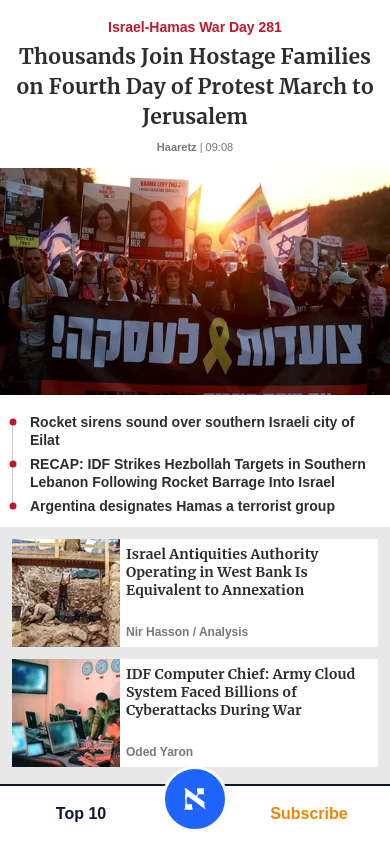 Israel-Hamas War Day 281
Thousands Join Hostage Families
on Fourth Day of Protest March to
Jerusalem
Haaretz | 09:08
צועדות לעסקה!
Rocket sirens sound over southern Israeli city of
Eilat
RECAP: IDF Strikes Hezbollah Targets in Southern
Lebanon Following Rocket Barrage Into Israel
Argentina designates Hamas a terrorist group
Israel Antiquities Authority
Operating in West Bank Is
Equivalent to Annexation
Nir Hasson / Analysis
IDF Computer Chief: Army Cloud
System Faced Billions of
Cyberattacks During War
Oded Yaron
Top 10
Subscribe